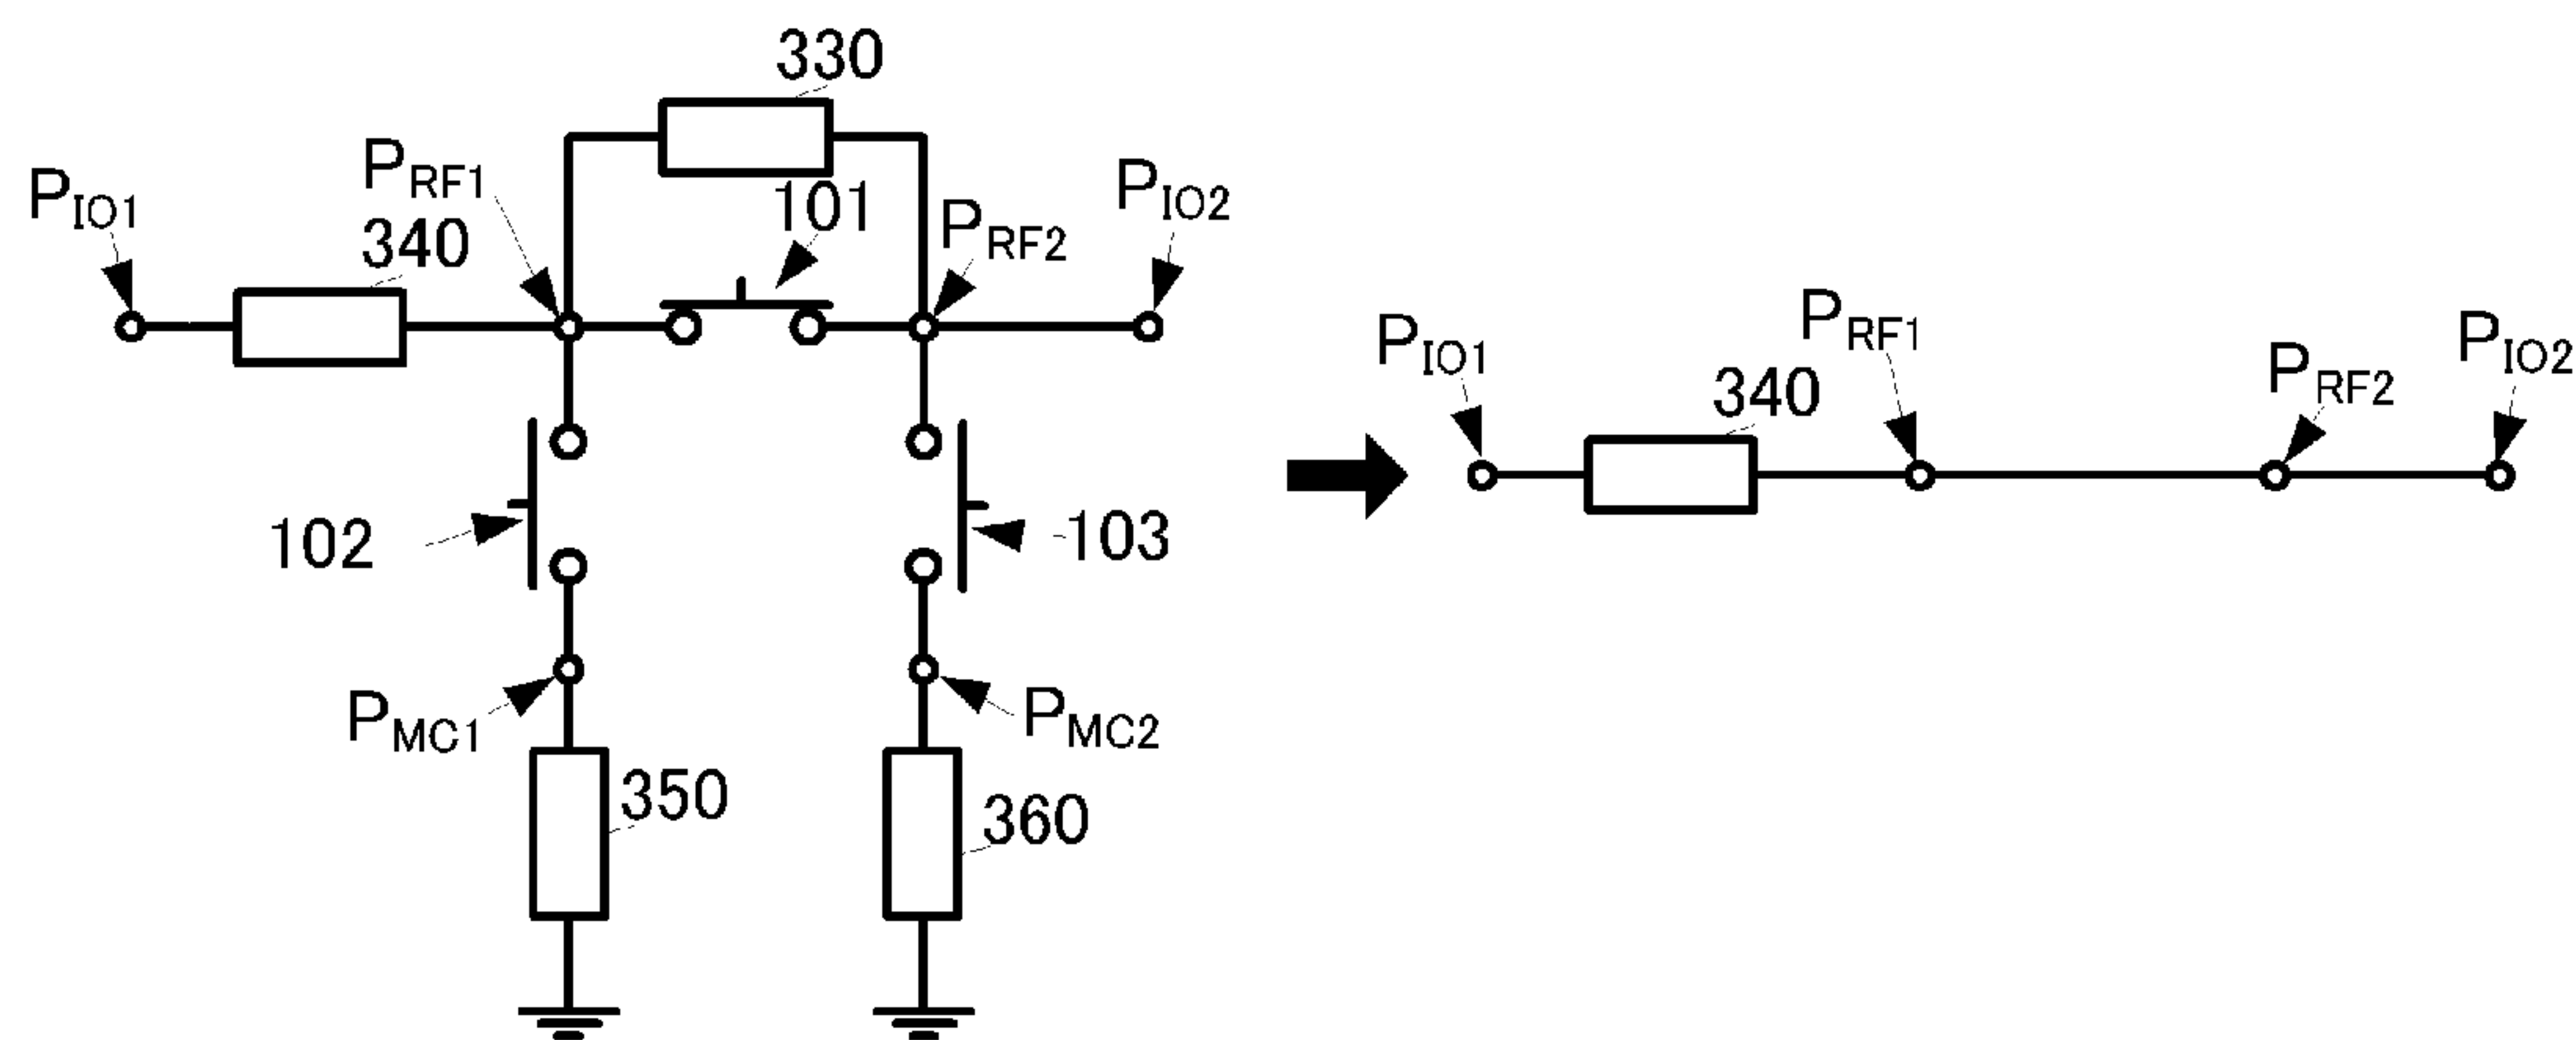 330
P_RF1
101
P_IO2
P_IO1
340
P_RF2
P_RF1
P_IO2
P_IO1
P_RF2
340
102
103
P_MC1
P_MC2
350
360